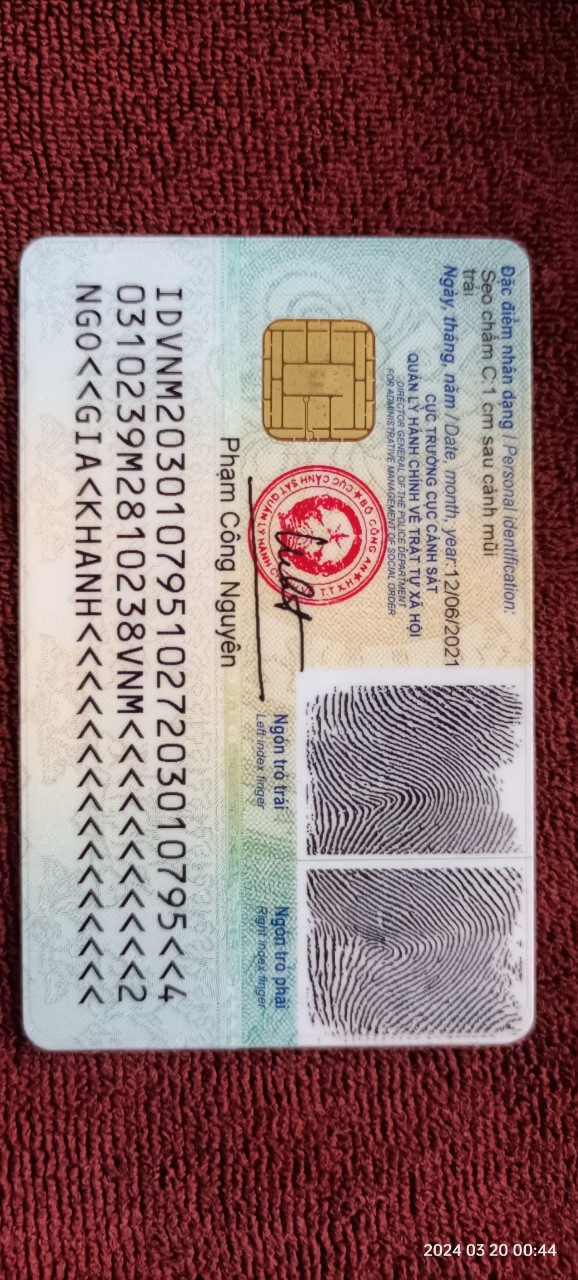 Đặc điểm nhân dạng / Personal identification:
Sẹo chấm C:1 cm sau cánh mũi
trái
Ngày, tháng, năm / Date, month, year: 12/06/2021
CỤC TRƯỞNG CỤC CẢNH SÁT
QUẢN LÝ HÀNH CHÍNH VỀ TRẬT TỰ XÃ HỘI
DIRECTOR GENERAL OF THE POLICE DEPARTMENT
FOR ADMINISTRATIVE MANAGEMENT OF SOCIAL ORDER
BỘ CÔNG AN
CỤC CẢNH SÁT QUẢN LÝ HÀNH
T.T.X.H
Phạm Công Nguyên
Ngón trỏ trái
Left index finger
Ngón trỏ phải
Right index finger
IDVNM2030107951027203010795<<4
0310239M2810238VNM<<<<<<<<<<<2
NGO<<GIA<KHANH<<<<<<<<<<<<<<<<
2024 03 20 00:44